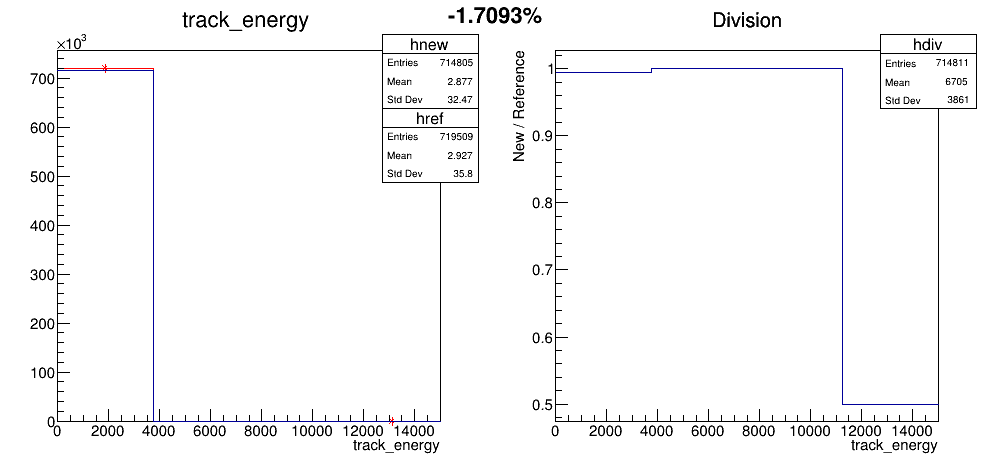 -1.7093%
track_energy
×10³
700
600
500
400
300
200
100
0
0 2000 4000 6000 8000 10000 12000 14000
track_energy
hnew
Entries 714805
Mean 2.877
Std Dev 32.47
href
Entries 719509
Mean 2.927
Std Dev 35.8
Division
New / Reference
1
0.9
0.8
0.7
0.6
0.5
0 2000 4000 6000 8000 10000 12000 14000
track_energy
hdiv
Entries 714811
Mean 6705
Std Dev 3861